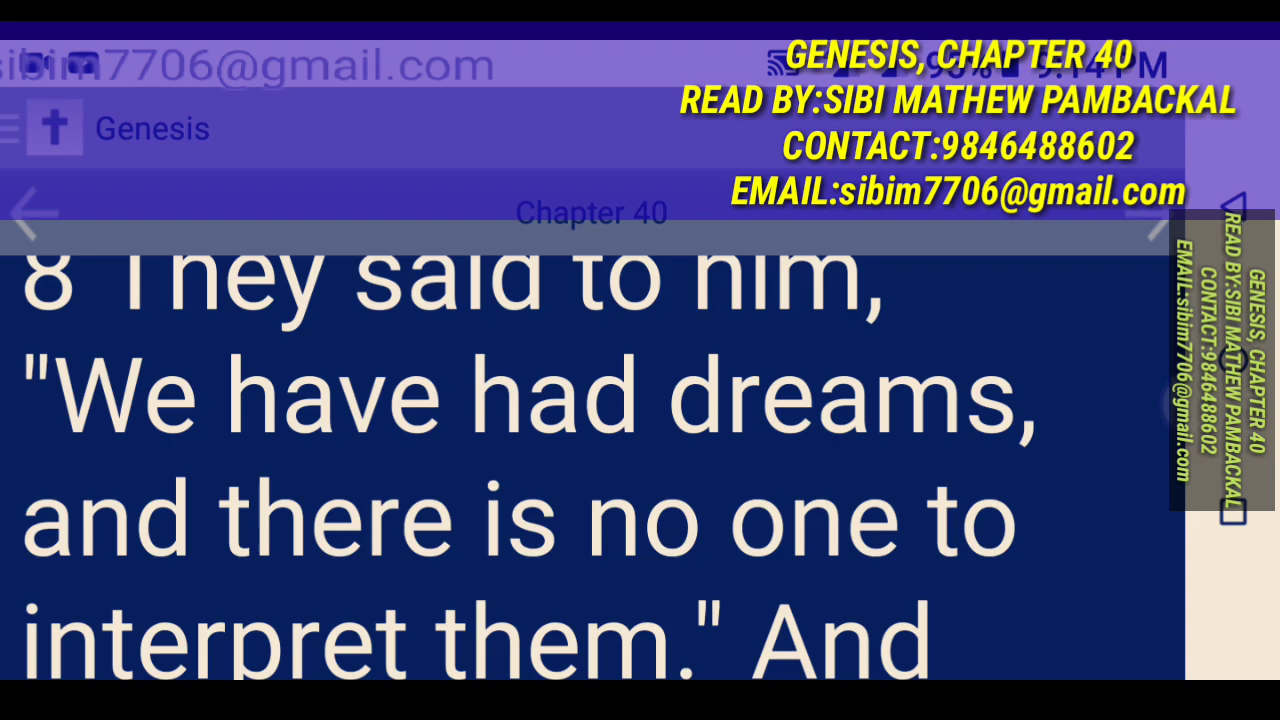 sibim7706@gmail.com
GENESIS, CHAPTER 40
READ BY:SIBI MATHEW PAMBACKAL
CONTACT:9846488602
EMAIL:sibim7706@gmail.com
Genesis
Chapter 40
8 They said to him,
"We have had dreams,
and there is no one to
interpret them." And
GENESIS, CHAPTER 40
READ BY:SIBI MATHEW PAMBACKAL
CONTACT:9846488602
EMAIL:sibim7706@gmail.com